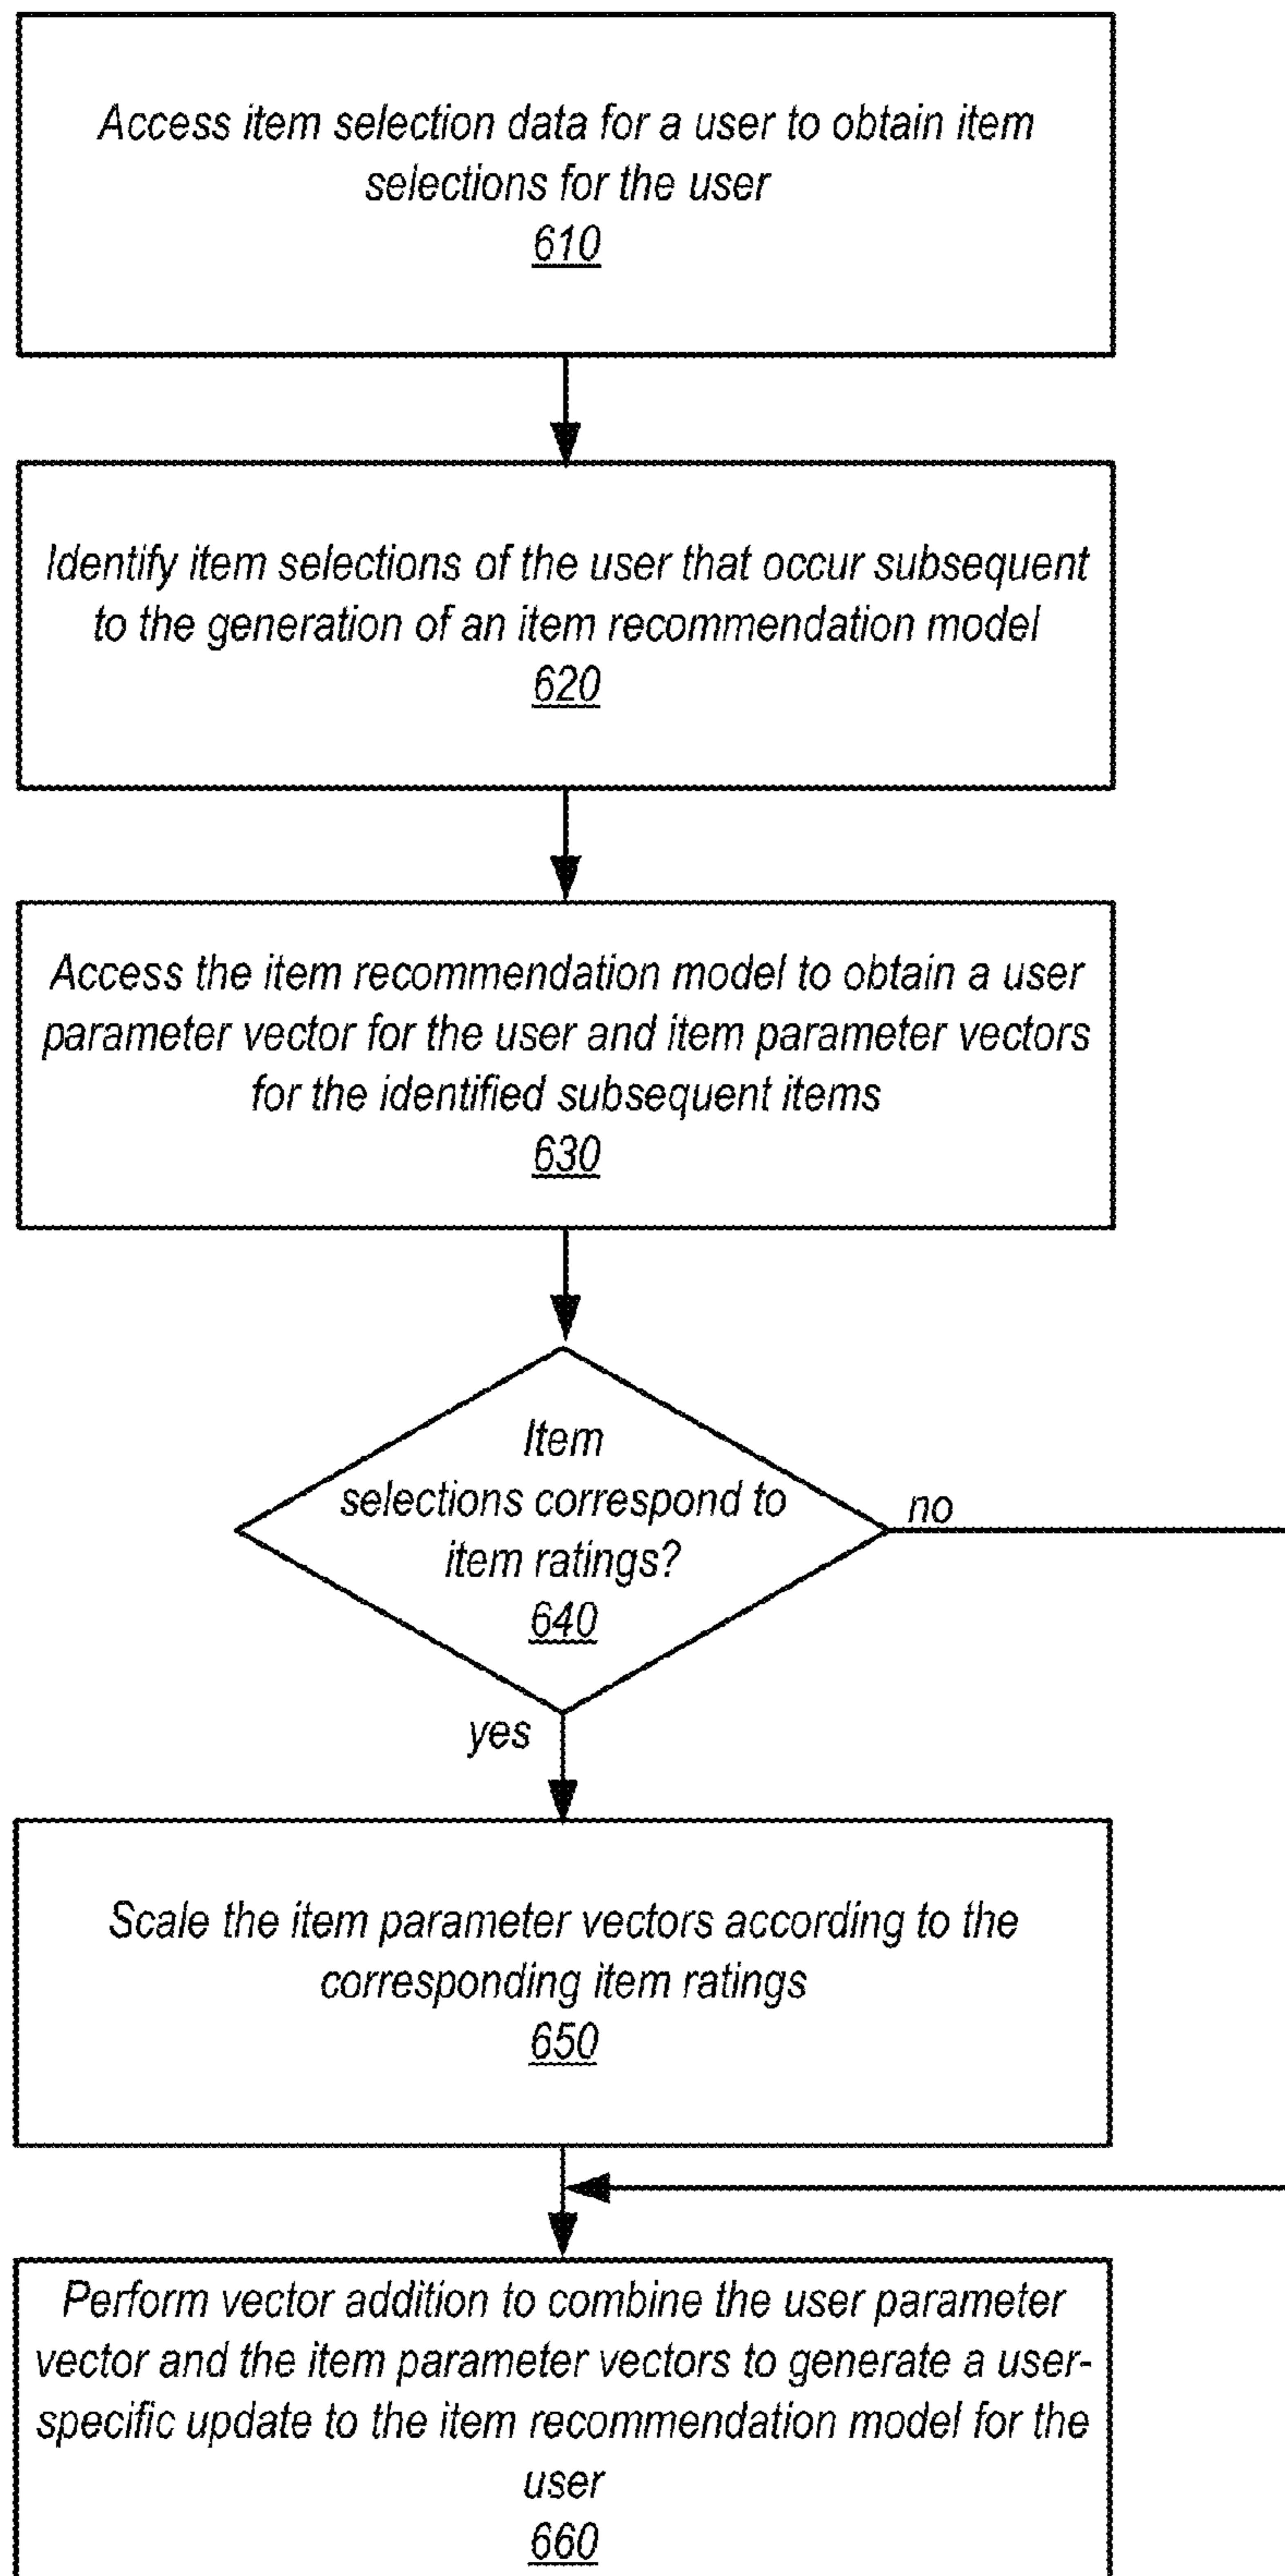 Access item selection data for a user to obtain item
selections for the user
610
Identify item selections of the user that occur subsequent
to the generation of an item recommendation model
620
Access the item recommendation model to obtain a user
parameter vector for the user and item parameter vectors
for the identified subsequent items
630
Item
selections correspond to
item ratings?
640
no
yes
Scale the item parameter vectors according to the
corresponding item ratings
650
Perform vector addition to combine the user parameter
vector and the item parameter vectors to generate a user-
specific update to the item recommendation model for the
user
660